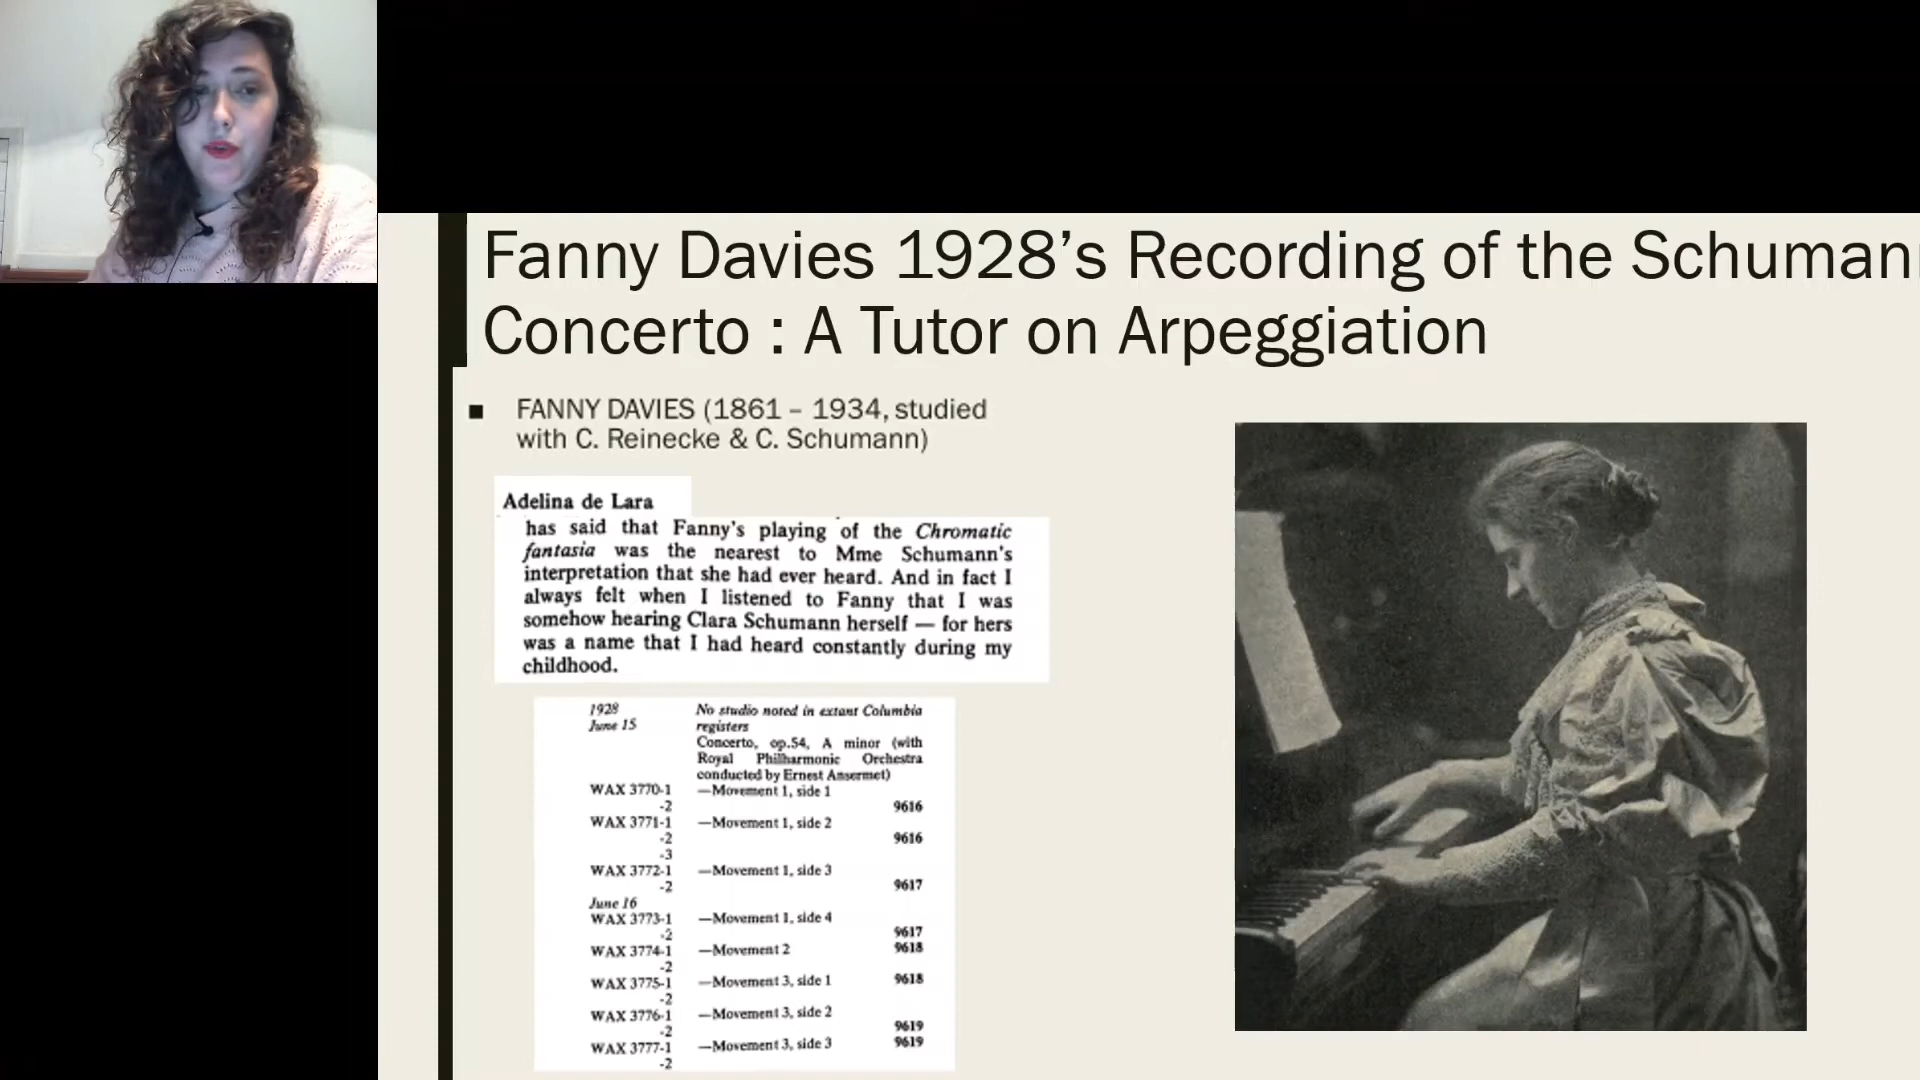 Fanny Davies 1928’s Recording of the Schuman
Concerto : A Tutor on Arpeggiation
■ FANNY DAVIES (1861 – 1934, studied
with C. Reinecke & C. Schumann)
Adelina de Lara
has said that Fanny's playing of the Chromatic
fantasia was the nearest to Mme Schumann's
interpretation that she had ever heard. And in fact I
always felt when I listened to Fanny that I was
somehow hearing Clara Schumann herself — for hers
was a name that I had heard constantly during my
childhood.
1928 No studio noted in extant Columbia
June 15 registers
Concerto, op.54, A minor (with
Royal Philharmonic Orchestra
conducted by Ernest Ansermet)
WAX 3770-1 —Movement 1, side 1
-2 9616
WAX 3771-1 —Movement 1, side 2
-2 9616
-3
WAX 3772-1 —Movement 1, side 3
-2 9617
June 16
WAX 3773-1 —Movement 1, side 4
-2 9617
WAX 3774-1 —Movement 2 9618
-2
WAX 3775-1 —Movement 3, side 1 9618
-2
WAX 3776-1 —Movement 3, side 2
-2 9619
WAX 3777-1 —Movement 3, side 3 9619
-2